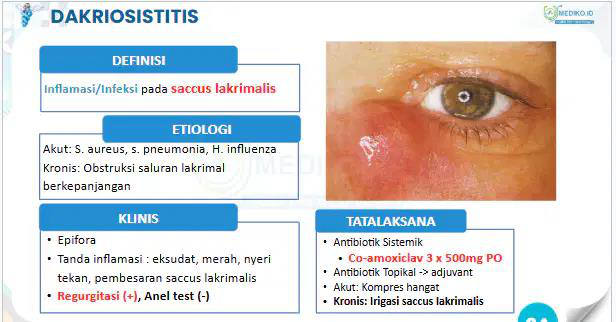 DAKRIOSISTITIS
MEDIKO.ID
DEFINISI
Inflamasi/Infeksi pada saccus lakrimalis
ETIOLOGI
Akut: S. aureus, s. pneumonia, H. influenza
Kronis: Obstruksi saluran lakrimal
berkepanjangan
KLINIS
• Epifora
• Tanda inflamasi : eksudat, merah, nyeri
tekan, pembesaran saccus lakrimalis
• Regurgitasi (+), Anel test (-)
TATALAKSANA
• Antibiotik Sistemik
• Co-amoxiclav 3 x 500mg PO
• Antibiotik Topikal -> adjuvant
• Akut: Kompres hangat
• Kronis: Irigasi saccus lakrimalis